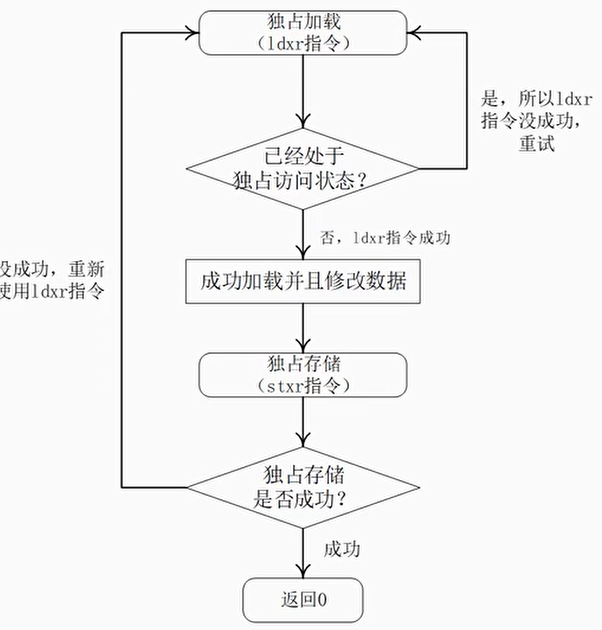 独占加载
（ldxr指令）
是，所以ldxr
指令没成功，
重试
已经处于
独占访问状态？
否，ldxr指令成功
没成功，重新
使用ldxr指令
成功加载并且修改数据
独占存储
（stxr指令）
独占存储
是否成功？
成功
返回0